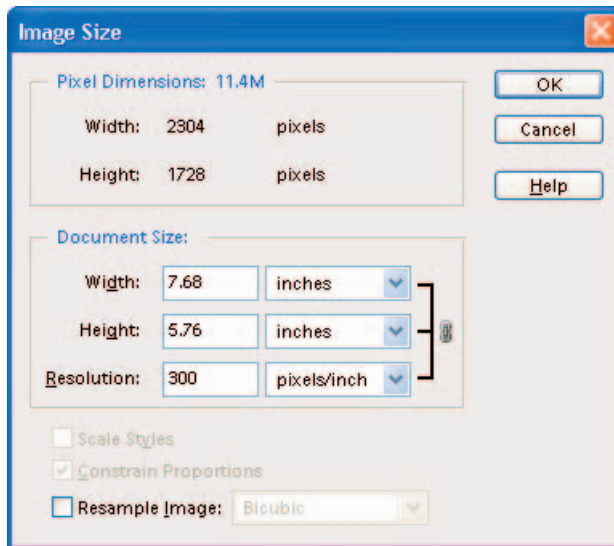 Image Size
Pixel Dimensions: 11.4M
Width: 2304 pixels
Height: 1728 pixels
OK
Cancel
Help
Document Size:
Width: 7.68 inches
Height: 5.76 inches
Resolution: 300 pixels/inch
Scale Styles
Constrain Proportions
Resample Image: Bicubic